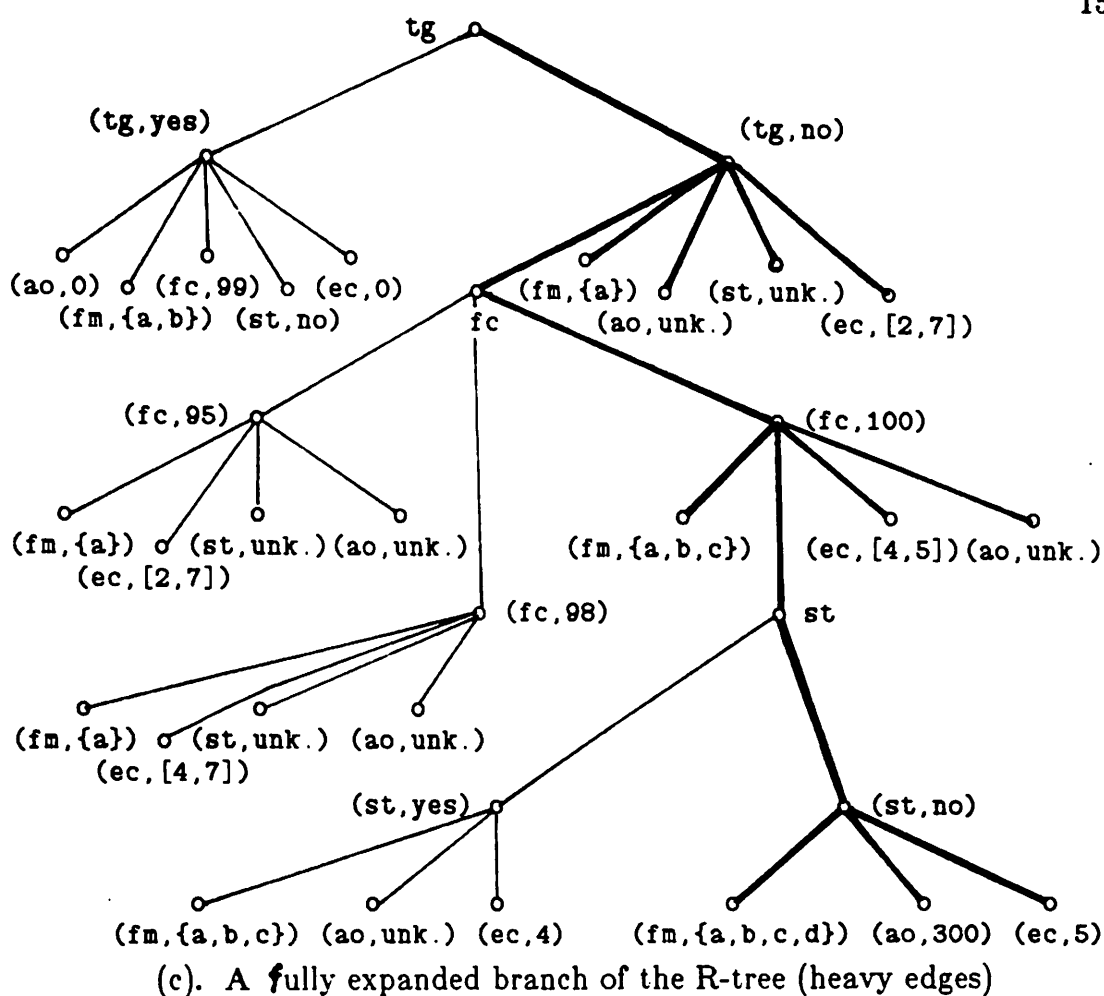 15
tg
(tg,yes)
(tg,no)
(ao,0) (fc,99) (ec,0)
(fm,{a,b}) (st,no)
(fm,{a}) (st,unk.)
fc (ao,unk.) (ec,[2,7])
(fc,95)
(fc,100)
(fm,{a}) (st,unk.) (ao,unk.)
(ec,[2,7])
(fm,{a,b,c}) (ec,[4,5]) (ao,unk.)
(fc,98)
st
(fm,{a}) (st,unk.) (ao,unk.)
(ec,[4,7])
(st,yes)
(st,no)
(fm,{a,b,c}) (ao,unk.) (ec,4)
(fm,{a,b,c,d}) (ao,300) (ec,5)
(c). A fully expanded branch of the R-tree (heavy edges)